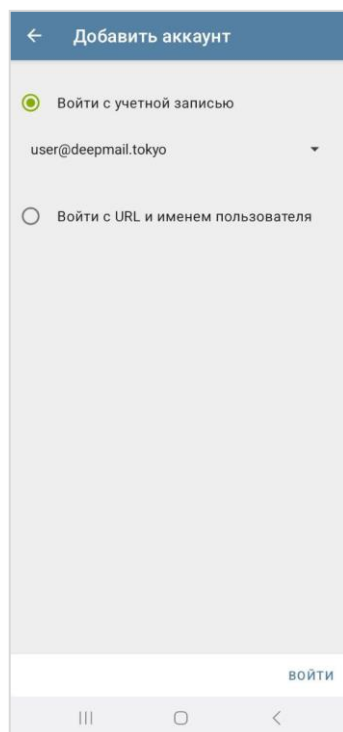 Добавить аккаунт
Войти с учетной записью
user@deepmail.tokyo
Войти с URL и именем пользователя
ВОЙТИ